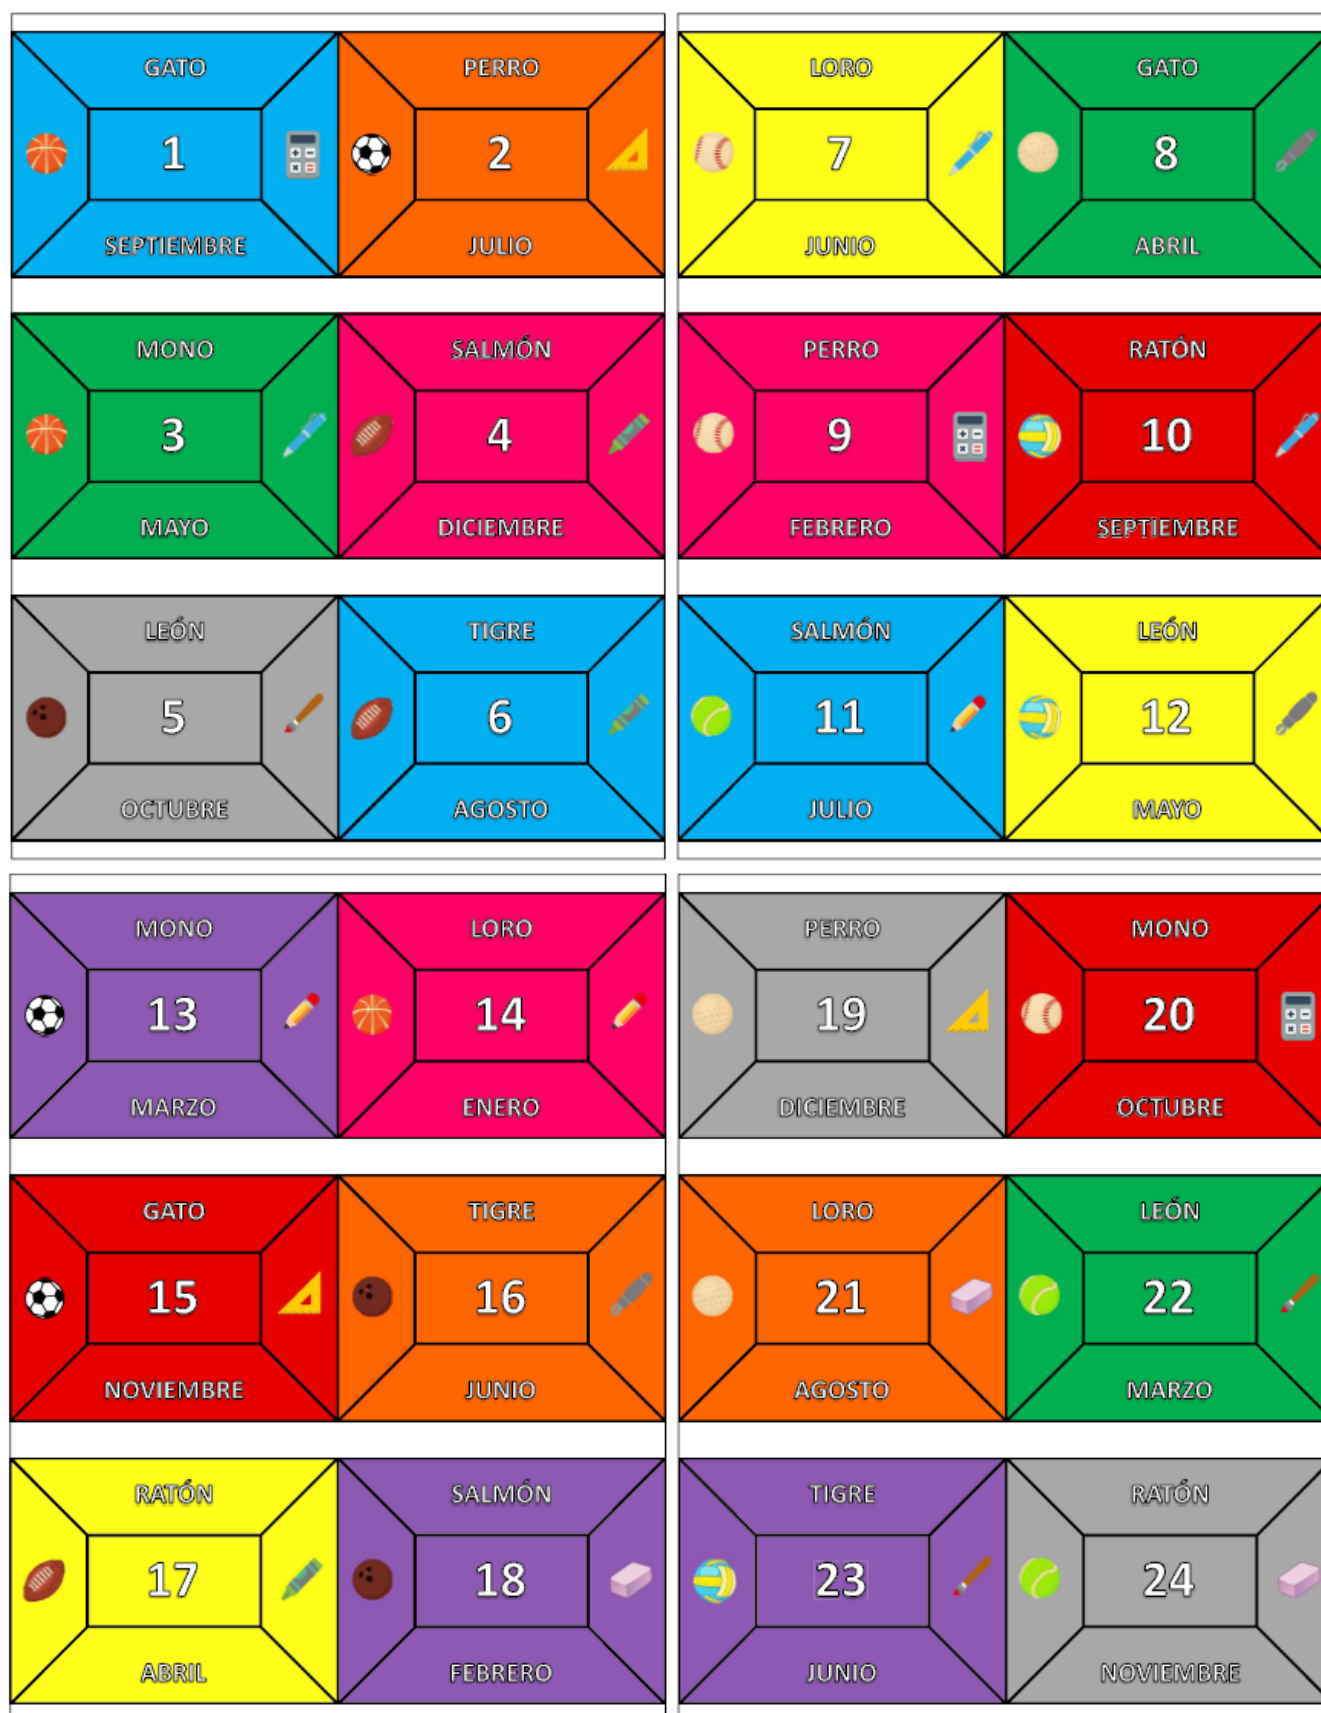 GATO
1
SEPTIEMBRE
PERRO
2
JULIO
MONO
3
MAYO
SALMÓN
4
DICIEMBRE
LEÓN
5
OCTUBRE
TIGRE
6
AGOSTO
LORO
7
JUNIO
GATO
8
ABRIL
PERRO
9
FEBRERO
RATÓN
10
SEPTIEMBRE
SALMÓN
11
JULIO
LEÓN
12
MAYO
MONO
13
MARZO
LORO
14
ENERO
GATO
15
NOVIEMBRE
TIGRE
16
JUNIO
RATÓN
17
ABRIL
SALMÓN
18
FEBRERO
PERRO
19
DICIEMBRE
MONO
20
OCTUBRE
LORO
21
AGOSTO
LEÓN
22
MARZO
TIGRE
23
JUNIO
RATÓN
24
NOVIEMBRE